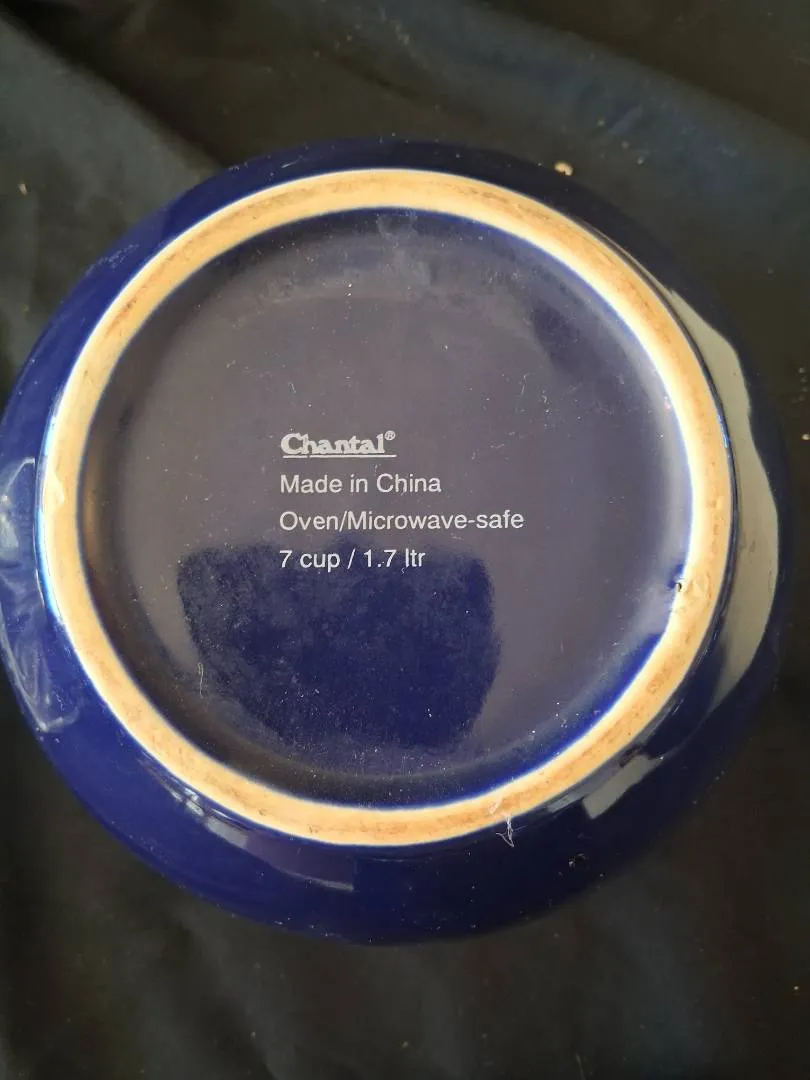 Chantal®
Made in China
Oven/Microwave-safe
7 cup / 1.7 ltr